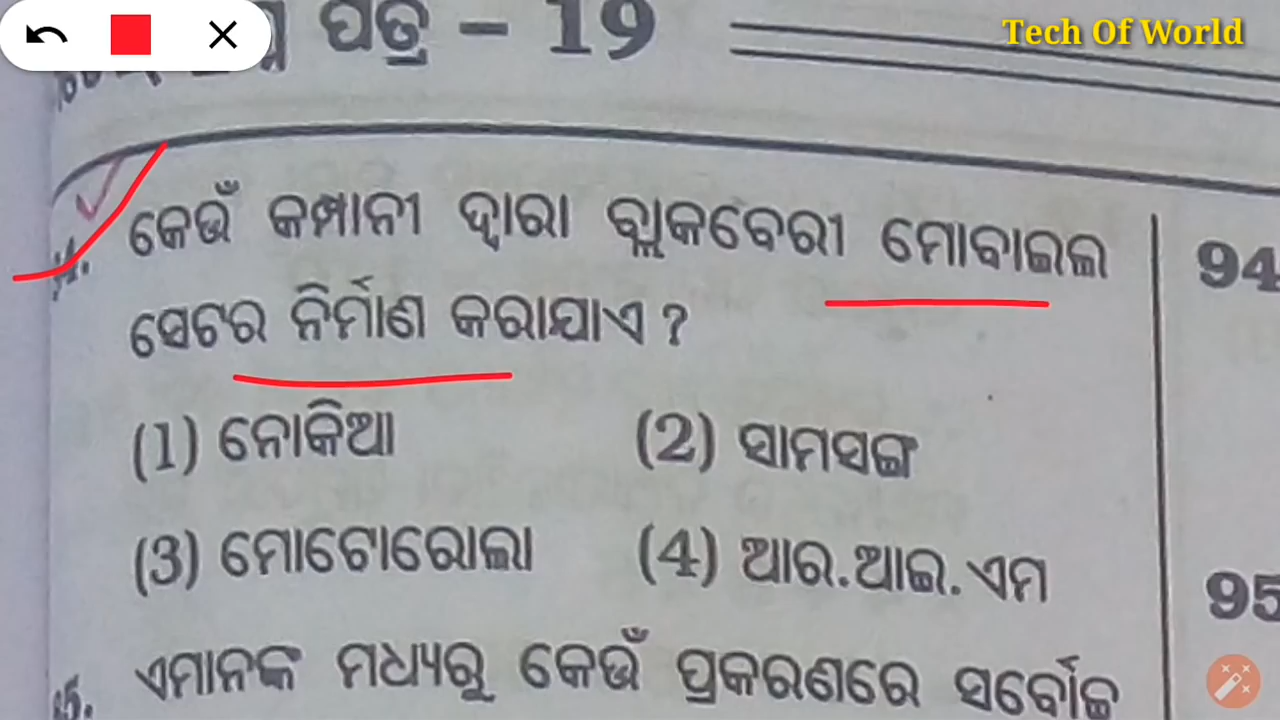 ପତ୍ର – 19
Tech Of World
କେଉଁ କମ୍ପାନୀ ଦ୍ୱାରା ବ୍ଲାକବେରୀ ମୋବାଇଲ
ସେଟର ନିର୍ମାଣ କରାଯାଏ ?
(1) ନୋକିଆ
(2) ସାମସଙ୍ଗ
(3) ମୋଟୋରୋଲା
(4) ଆର.ଆଇ.ଏମ
ଏମାନଙ୍କ ମଧ୍ୟରୁ କେଉଁ ପ୍ରକରଣରେ ସର୍ବୋଚ୍ଚ
94
95